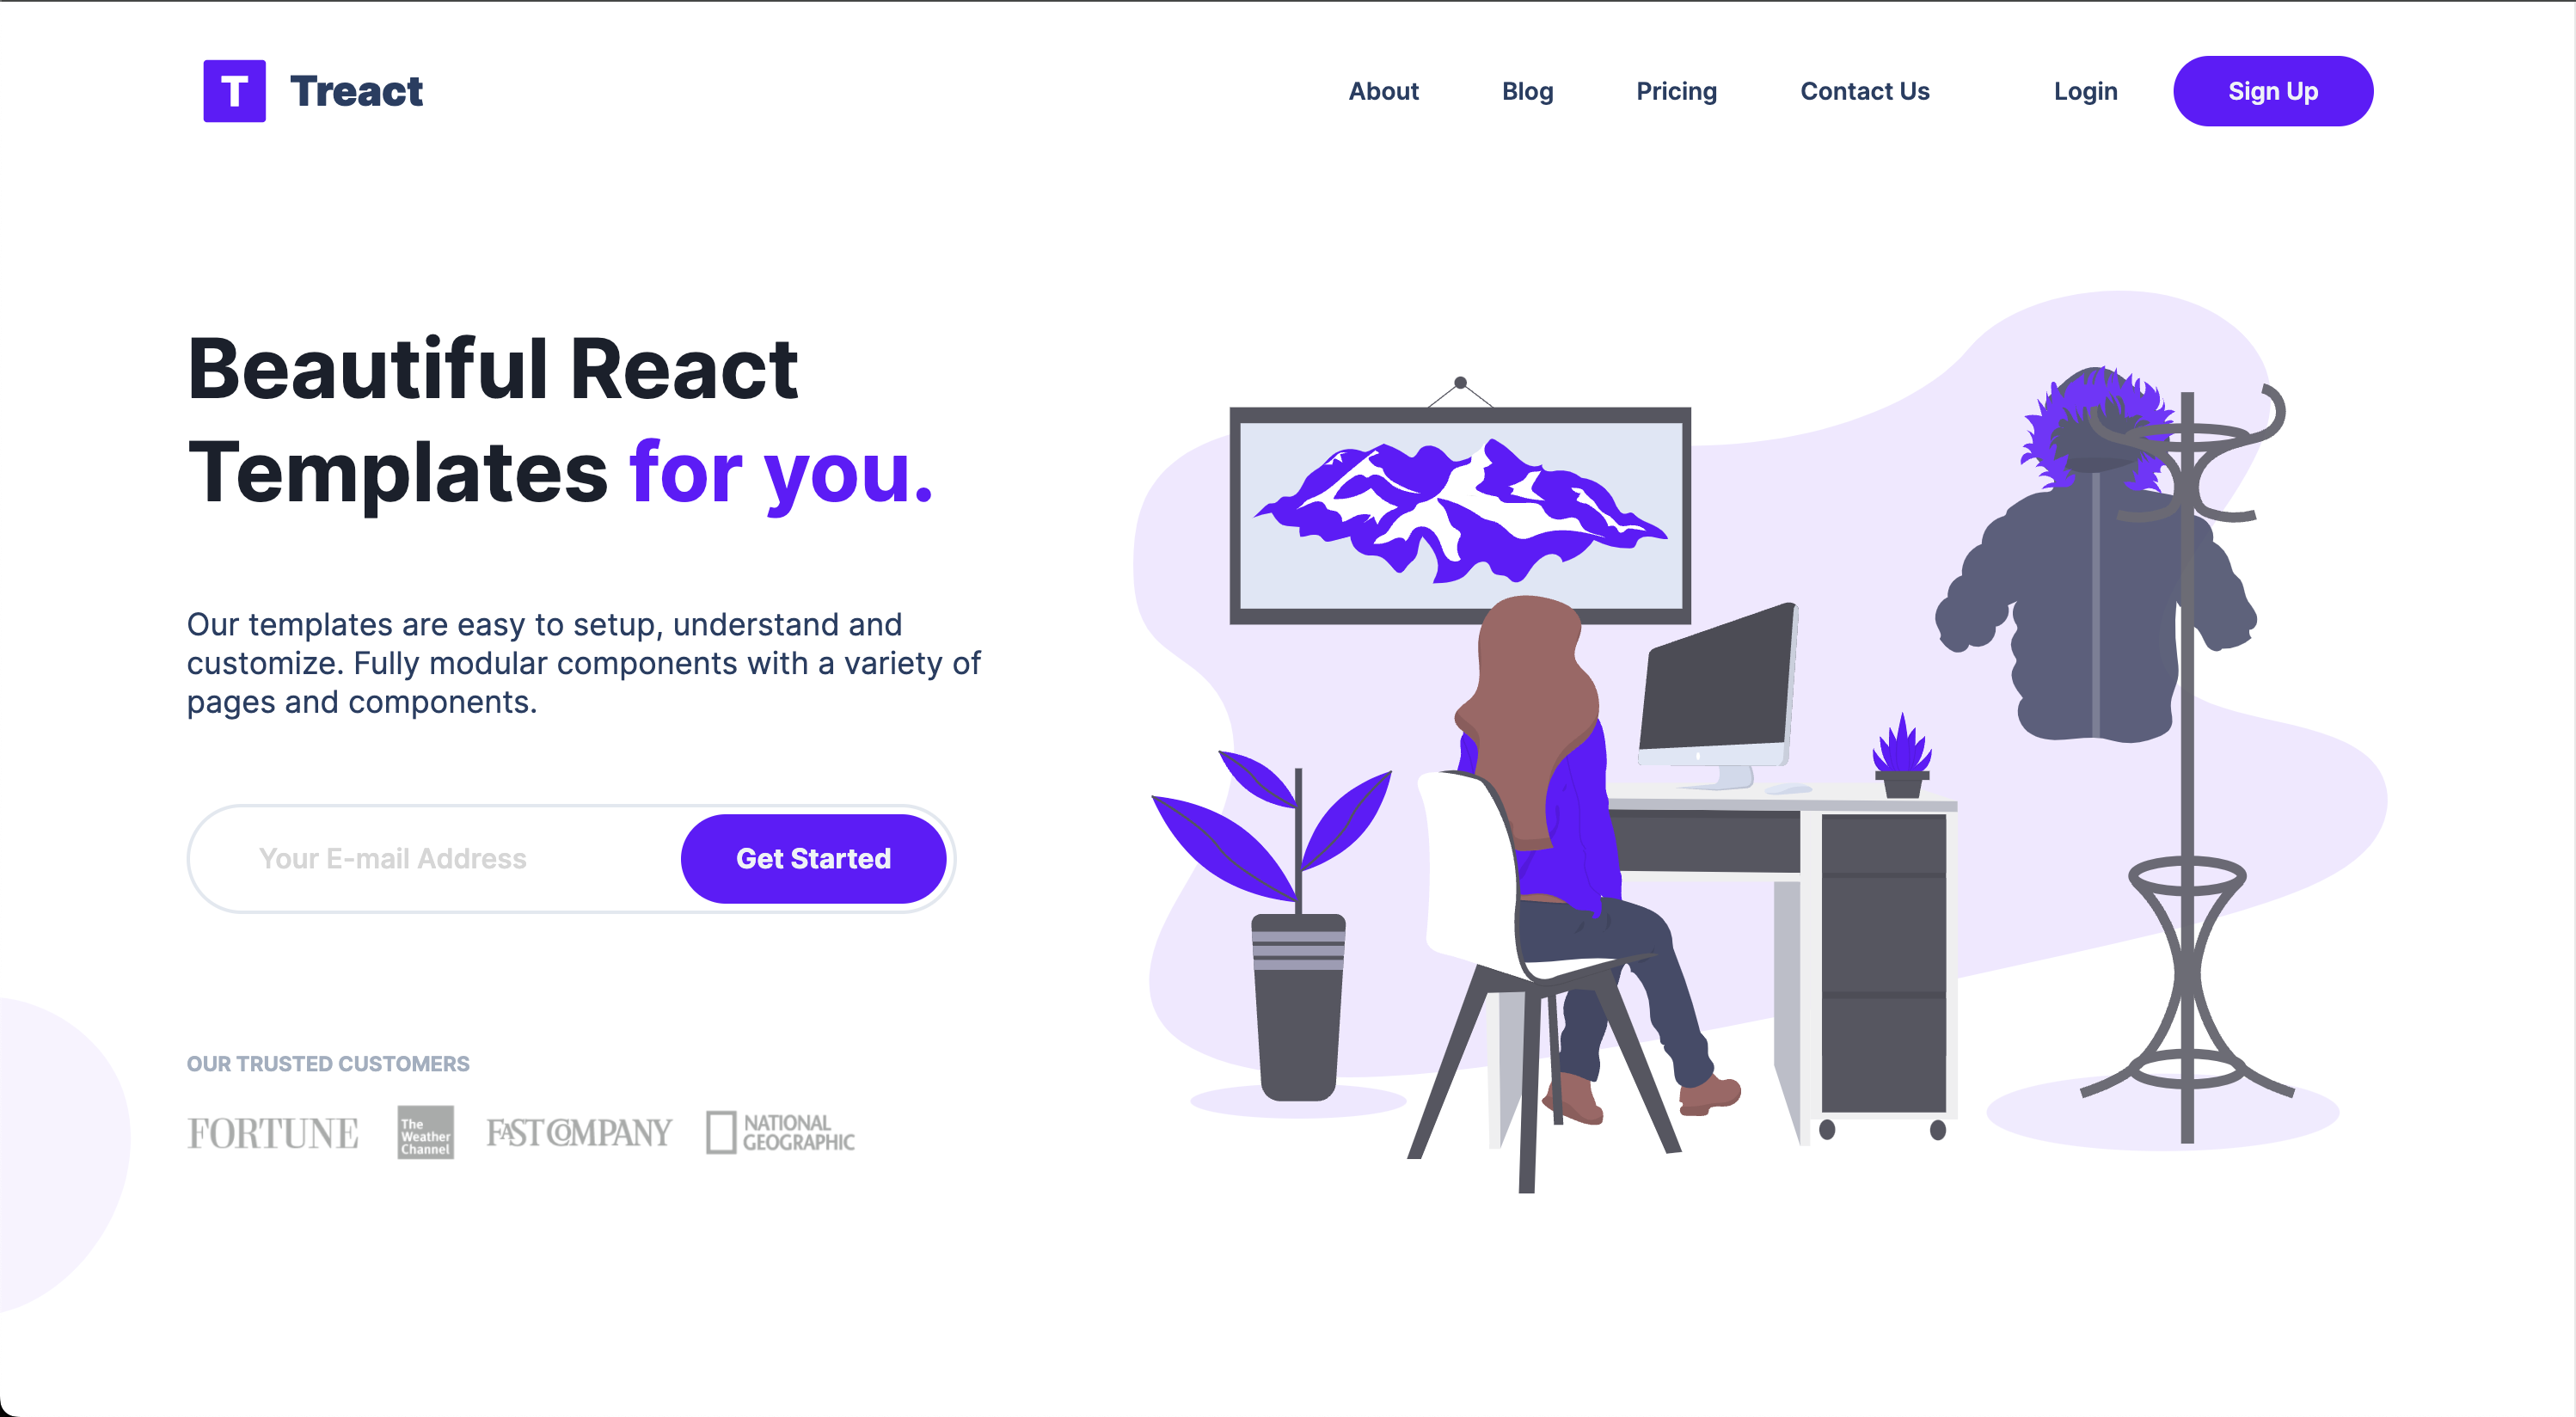 T Treact
About Blog Pricing Contact Us Login Sign Up
Beautiful React
Templates for you.
Our templates are easy to setup, understand and
customize. Fully modular components with a variety of
pages and components.
Your E-mail Address
Get Started
OUR TRUSTED CUSTOMERS
FORTUNE
The
Weather
Channel
FAST COMPANY
NATIONAL
GEOGRAPHIC